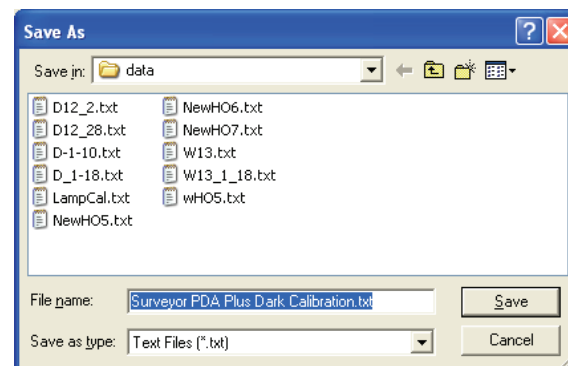 Save As
Save in: data
D12_2.txt
D12_28.txt
D-1-10.txt
D_1-18.txt
LampCal.txt
NewHO5.txt
NewHO6.txt
NewHO7.txt
W13.txt
W13_1_18.txt
wHO5.txt
File name: Surveyor PDA Plus Dark Calibration.txt Save
Save as type: Text Files (*.txt) Cancel